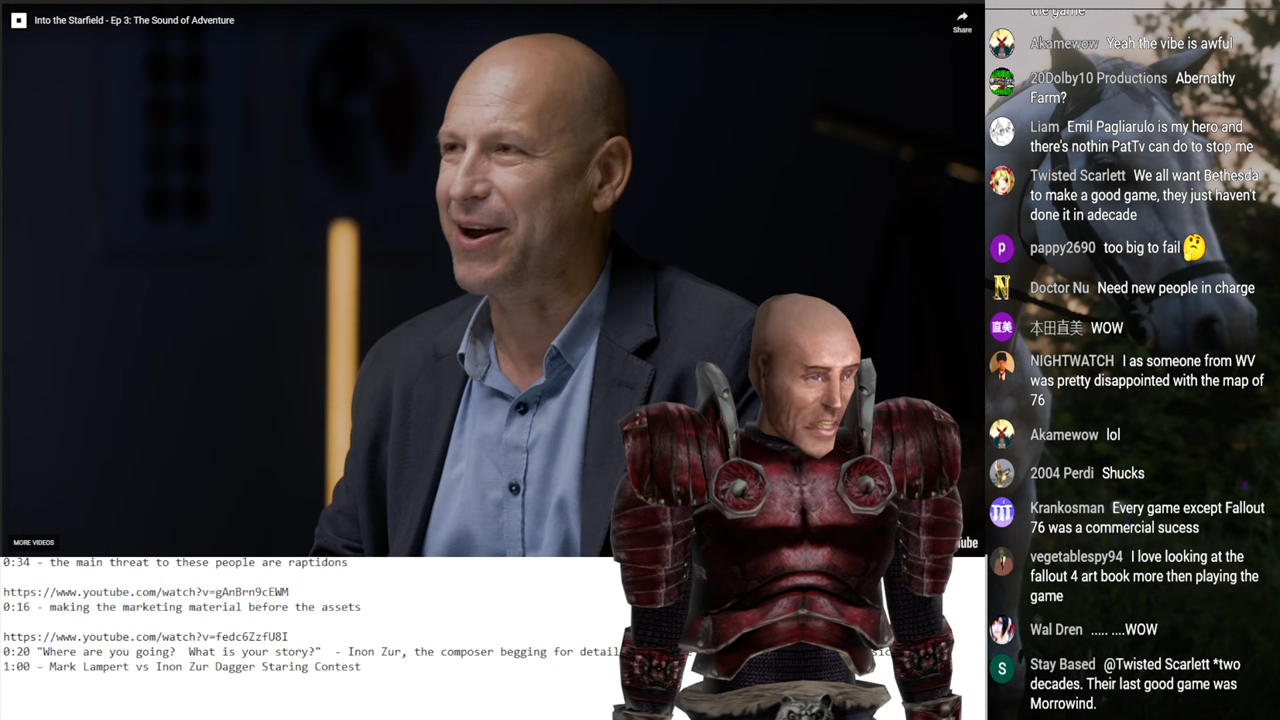 Into the Starfield - Ep 3: The Sound of Adventure
Share
MORE VIDEOS
0:34 - the main threat to these people are raptidons
https://www.youtube.com/watch?v=gAnBrn9cEWM
0:16 - making the marketing material before the assets
https://www.youtube.com/watch?v=fedc6ZzfU8I
0:20 "Where are you going? What is your story?" - Inon Zur, the composer begging for detail
1:00 - Mark Lampert vs Inon Zur Dagger Staring Contest
the game
Akamewow Yeah the vibe is awful
20Dolby10 Productions Abernathy
Farm?
Liam Emil Pagliarulo is my hero and
there's nothin PatTv can do to stop me
Twisted Scarlett We all want Bethesda
to make a good game, they just haven't
done it in adecade
p
pappy2690 too big to fail🤔
N
Doctor Nu Need new people in charge
直美
本田直美 WOW
NIGHTWATCH I as someone from WV
was pretty disappointed with the map of
76
Akamewow lol
2004 Perdi Shucks
Krankosman Every game except Fallout
76 was a commercial sucess
vegetablespy94 I love looking at the
fallout 4 art book more then playing the
game
Wal Dren ..... ....WOW
S
Stay Based @Twisted Scarlett *two
decades. Their last good game was
Morrowind.